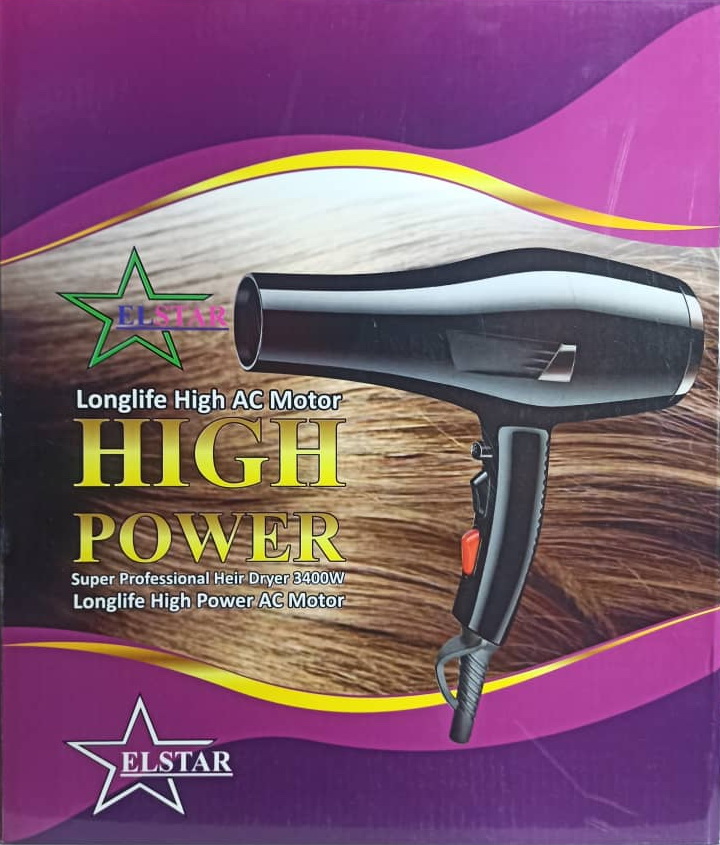 ELSTAR
Longlife High AC Motor
HIGH
POWER
Super Professional Heir Dryer 3400W
Longlife High Power AC Motor
ELSTAR